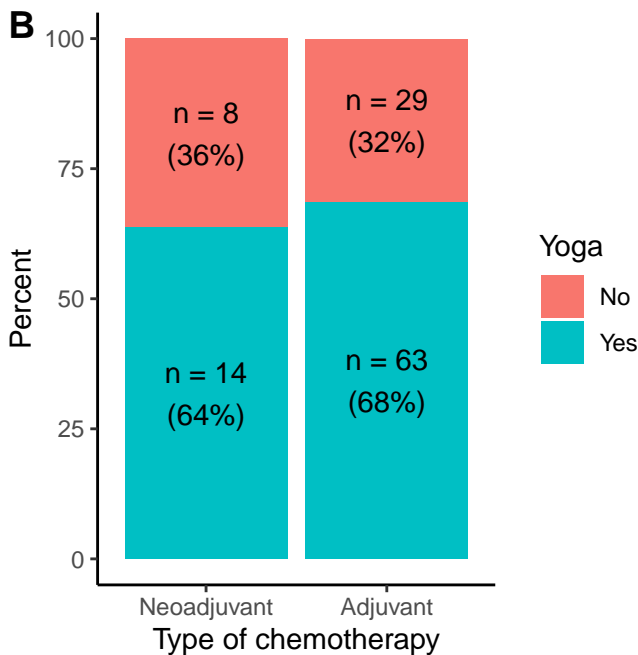 B
100
75
50
25
0
Percent
n = 8
(36%)
n = 29
(32%)
n = 14
(64%)
n = 63
(68%)
Neoadjuvant
Adjuvant
Type of chemotherapy
Yoga
No
Yes